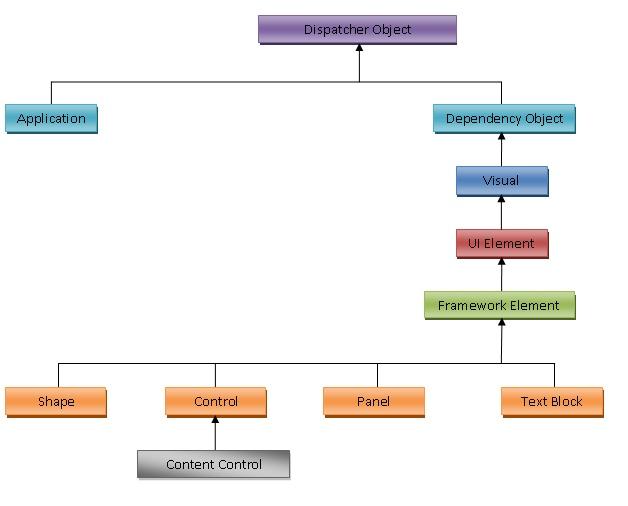 Dispatcher Object
Application
Dependency Object
Visual
UI Element
Framework Element
Shape
Control
Panel
Text Block
Content Control